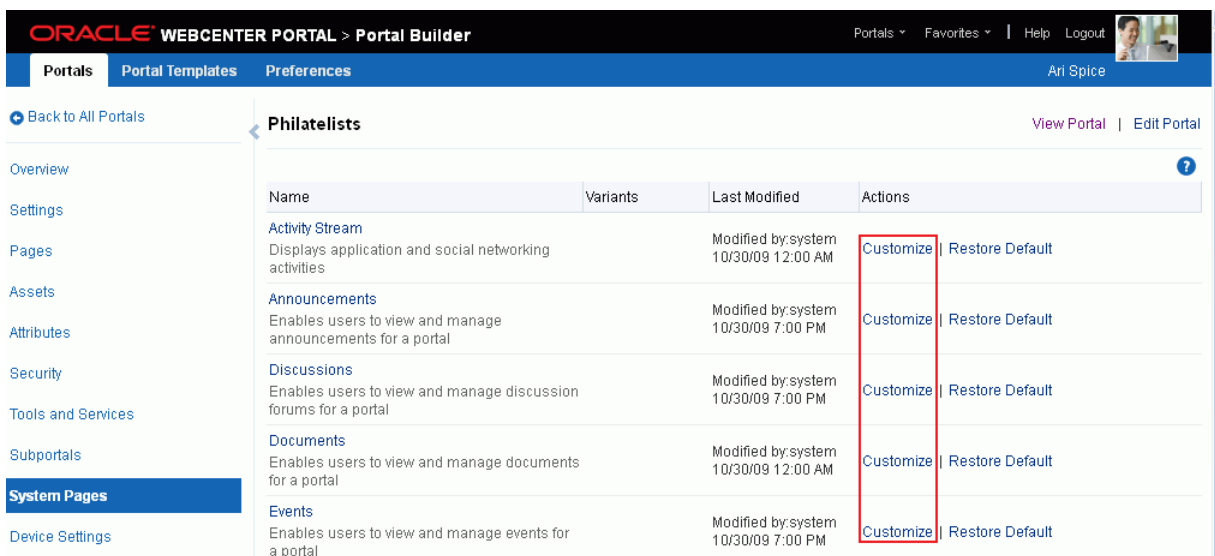 ORACLE WEBCENTER PORTAL > Portal Builder
Portals Favorites | Help Logout
Portals Portal Templates Preferences Ari Spice
Back to All Portals
Overview
Settings
Pages
Assets
Attributes
Security
Tools and Services
Subportals
System Pages
Device Settings
Philatelists View Portal | Edit Portal
?
Name Variants Last Modified Actions
Activity Stream
Displays application and social networking
activities
Modified by:system
10/30/09 12:00 AM
Customize | Restore Default
Announcements
Enables users to view and manage
announcements for a portal
Modified by:system
10/30/09 7:00 PM
Customize | Restore Default
Discussions
Enables users to view and manage discussion
forums for a portal
Modified by:system
10/30/09 7:00 PM
Customize | Restore Default
Documents
Enables users to view and manage documents
for a portal
Modified by:system
10/30/09 12:00 AM
Customize | Restore Default
Events
Enables users to view and manage events for
a portal
Modified by:system
10/30/09 7:00 PM
Customize | Restore Default